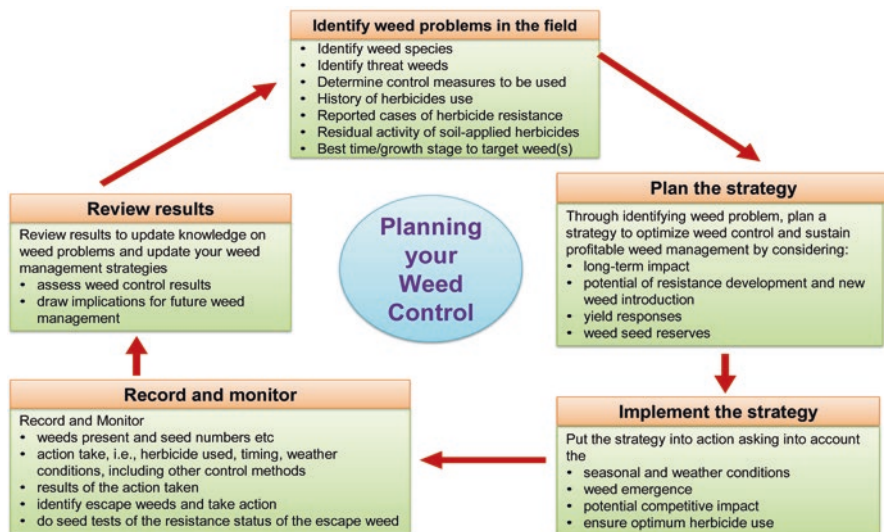 Identify weed problems in the field
• Identify weed species
• Identify threat weeds
• Determine control measures to be used
• History of herbicides use
• Reported cases of herbicide resistance
• Residual activity of soil-applied herbicides
• Best time/growth stage to target weed(s)
Plan the strategy
Through identifying weed problem, plan a
strategy to optimize weed control and sustain
profitable weed management by considering:
• long-term impact
• potential of resistance development and new
weed introduction
• yield responses
• weed seed reserves
Implement the strategy
Put the strategy into action asking into account
the
• seasonal and weather conditions
• weed emergence
• potential competitive impact
• ensure optimum herbicide use
Record and monitor
Record and Monitor
• weeds present and seed numbers etc
• action take, i.e., herbicide used, timing, weather
conditions, including other control methods
• results of the action taken
• identify escape weeds and take action
• do seed tests of the resistance status of the escape weed
Review results
Review results to update knowledge on
weed problems and update your weed
management strategies
• assess weed control results
• draw implications for future weed
management
Planning
your
Weed
Control